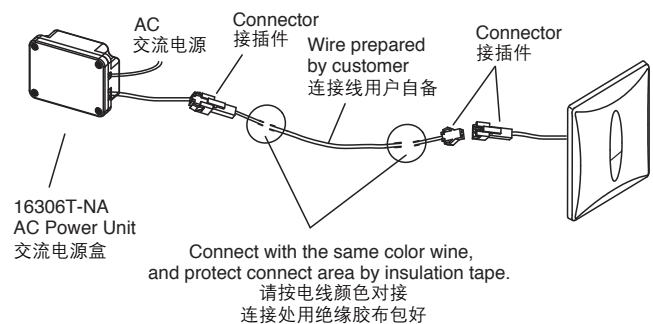 AC
交流电源
Connector
接插件
Wire prepared
by customer
连接线用户自备
Connector
接插件
16306T-NA
AC Power Unit
交流电源盒
Connect with the same color wine,
and protect connect area by insulation tape.
请按电线颜色对接
连接处用绝缘胶布包好